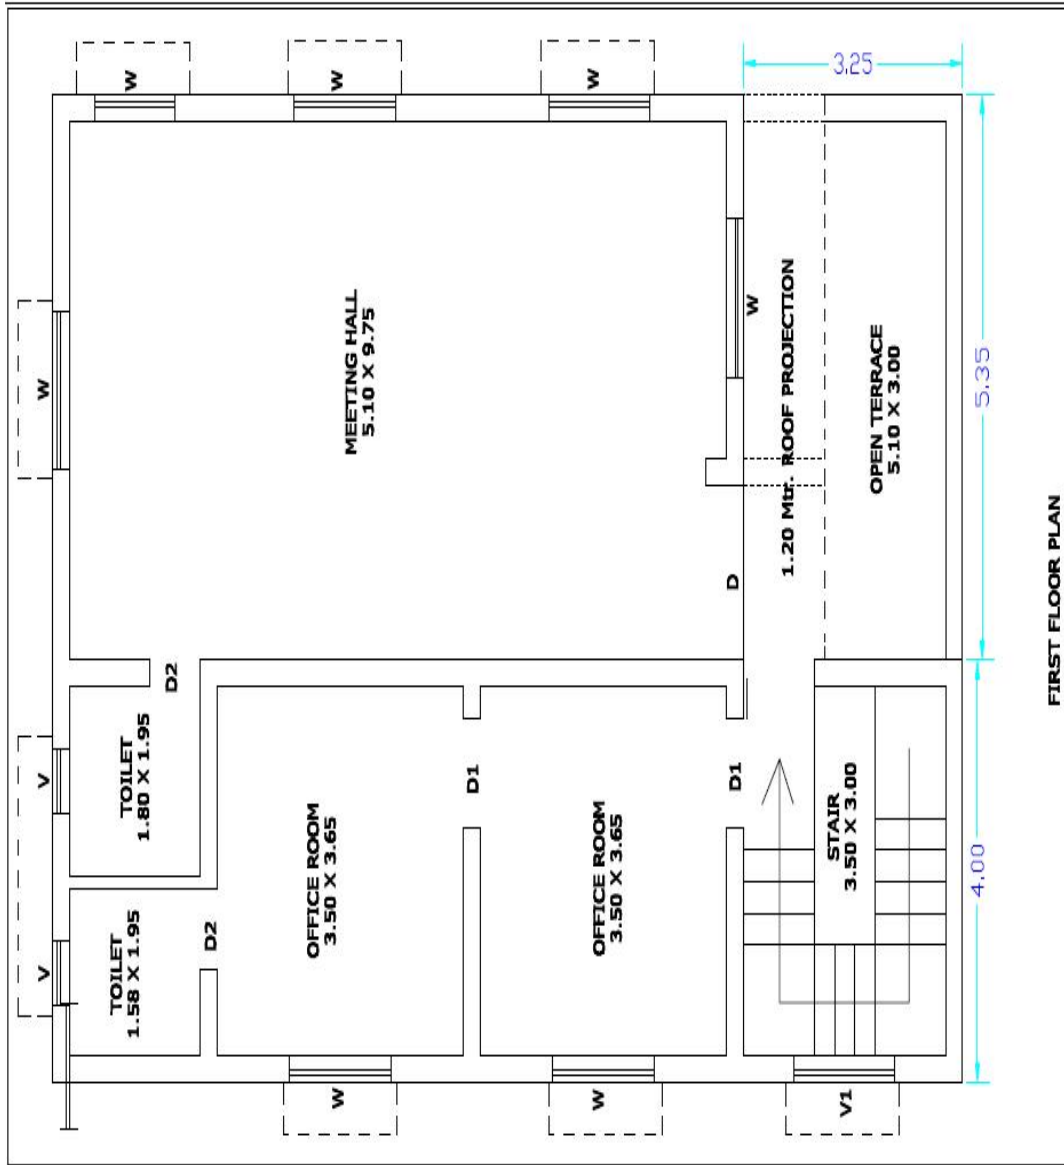 W
W
W
3.25
W
MEETING HALL
5.10 X 9.75
W
1.20 Mtr. ROOF PROJECTION
OPEN TERRACE
5.10 X 3.00
5.35
D
D2
V
TOILET
1.80 X 1.95
D1
D1
OFFICE ROOM
3.50 X 3.65
OFFICE ROOM
3.50 X 3.65
STAIR
3.50 X 3.00
4.00
V
TOILET
1.58 X 1.95
D2
W
W
V1
FIRST FLOOR PLAN